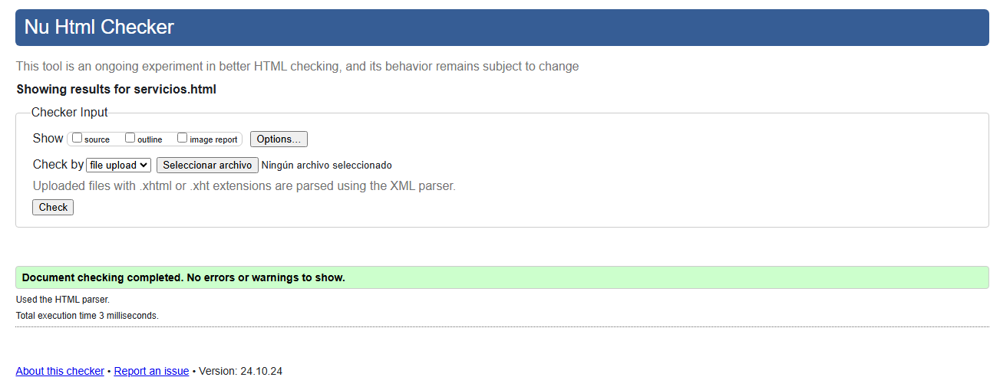 Nu Html Checker
This tool is an ongoing experiment in better HTML checking, and its behavior remains subject to change
Showing results for servicios.html
Checker Input
Show source outline image report Options...
Check by file upload Seleccionar archivo Ningún archivo seleccionado
Uploaded files with .xhtml or .xht extensions are parsed using the XML parser.
Check
Document checking completed. No errors or warnings to show.
Used the HTML parser.
Total execution time 3 milliseconds.
About this checker • Report an issue • Version: 24.10.24